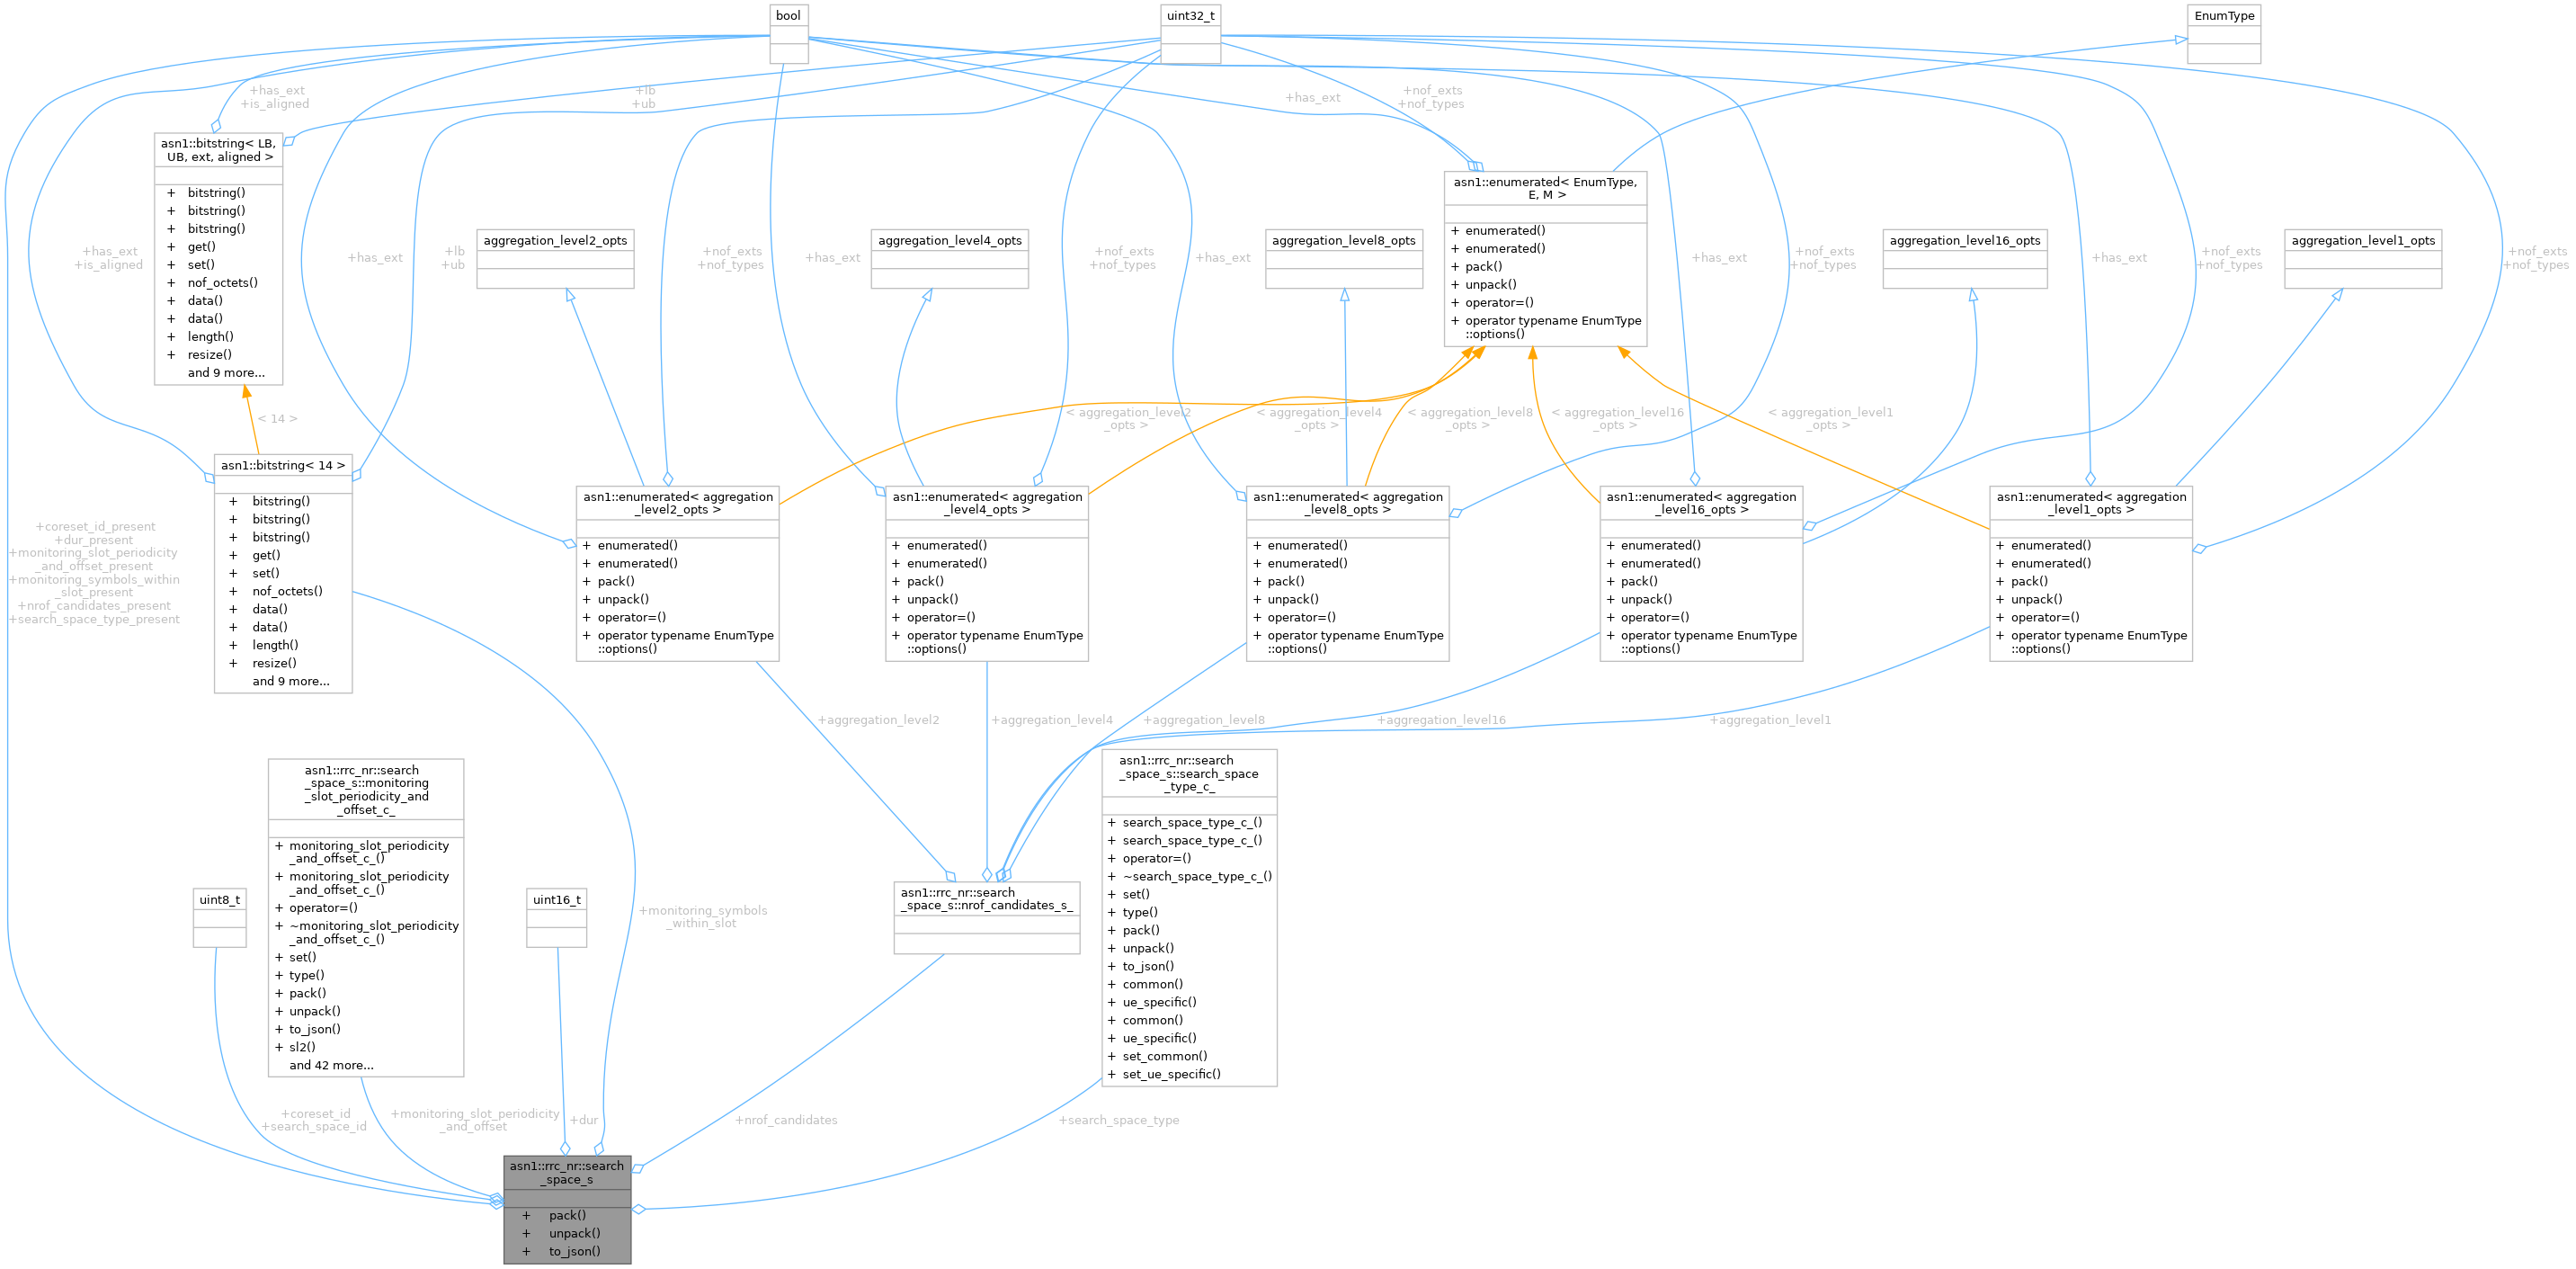 bool
uint32_t
EnumType
+has_ext
+is_aligned
+lb
+ub
+has_ext
+nof_exts
+nof_types
asn1::bitstring< LB,
UB, ext, aligned >
+ bitstring()
+ bitstring()
+ bitstring()
+ get()
+ set()
+ nof_octets()
+ data()
+ data()
+ length()
+ resize()
and 9 more...
asn1::enumerated< EnumType,
E, M >
+ enumerated()
+ enumerated()
+ pack()
+ unpack()
+ operator=()
+ operator typename EnumType
::options()
+has_ext
+is_aligned
+has_ext
+lb
+ub
aggregation_level2_opts
+nof_exts
+nof_types
+has_ext
aggregation_level4_opts
+nof_exts
+nof_types
+has_ext
aggregation_level8_opts
+has_ext
+nof_exts
+nof_types
aggregation_level16_opts
+has_ext
+nof_exts
+nof_types
aggregation_level1_opts
+nof_exts
+nof_types
< 14 >
< aggregation_level2
_opts >
< aggregation_level4
_opts >
< aggregation_level8
_opts >
< aggregation_level16
_opts >
< aggregation_level1
_opts >
+coreset_id_present
+dur_present
+monitoring_slot_periodicity
_and_offset_present
+monitoring_symbols_within
_slot_present
+nrof_candidates_present
+search_space_type_present
asn1::bitstring< 14 >
+ bitstring()
+ bitstring()
+ bitstring()
+ get()
+ set()
+ nof_octets()
+ data()
+ data()
+ length()
+ resize()
and 9 more...
asn1::enumerated< aggregation
_level2_opts >
+ enumerated()
+ enumerated()
+ pack()
+ unpack()
+ operator=()
+ operator typename EnumType
::options()
asn1::enumerated< aggregation
_level4_opts >
+ enumerated()
+ enumerated()
+ pack()
+ unpack()
+ operator=()
+ operator typename EnumType
::options()
asn1::enumerated< aggregation
_level8_opts >
+ enumerated()
+ enumerated()
+ pack()
+ unpack()
+ operator=()
+ operator typename EnumType
::options()
asn1::enumerated< aggregation
_level16_opts >
+ enumerated()
+ enumerated()
+ pack()
+ unpack()
+ operator=()
+ operator typename EnumType
::options()
asn1::enumerated< aggregation
_level1_opts >
+ enumerated()
+ enumerated()
+ pack()
+ unpack()
+ operator=()
+ operator typename EnumType
::options()
+aggregation_level2
+aggregation_level4
+aggregation_level8
+aggregation_level16
+aggregation_level1
uint8_t
asn1::rrc_nr::search
_space_s::monitoring
_slot_periodicity_and
_offset_c_
+ monitoring_slot_periodicity
_and_offset_c_()
+ monitoring_slot_periodicity
_and_offset_c_()
+ operator=()
+ ~monitoring_slot_periodicity
_and_offset_c_()
+ set()
+ type()
+ pack()
+ unpack()
+ to_json()
+ sl2()
and 42 more...
uint16_t
+monitoring_symbols
_within_slot
asn1::rrc_nr::search
_space_s::nrof_candidates_s_
asn1::rrc_nr::search
_space_s::search_space
_type_c_
+ search_space_type_c_()
+ search_space_type_c_()
+ operator=()
+ ~search_space_type_c_()
+ set()
+ type()
+ pack()
+ unpack()
+ to_json()
+ common()
+ ue_specific()
+ common()
+ ue_specific()
+ set_common()
+ set_ue_specific()
+coreset_id
+search_space_id
+monitoring_slot_periodicity
_and_offset
+dur
+nrof_candidates
+search_space_type
asn1::rrc_nr::search
_space_s
+ pack()
+ unpack()
+ to_json()